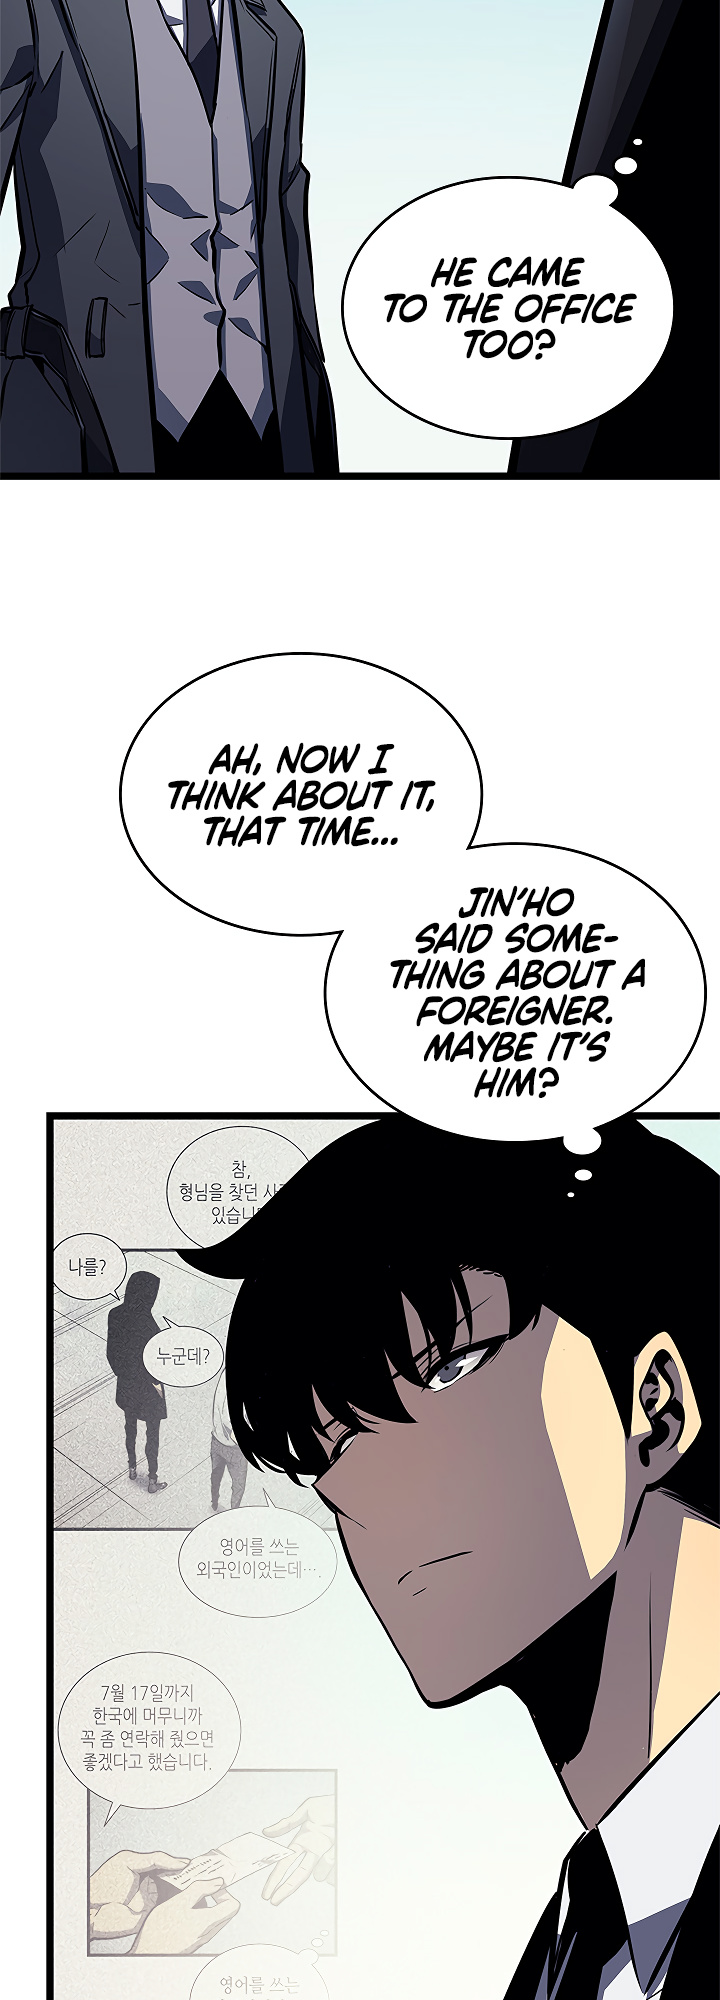 HE CAME
TO THE OFFICE
TOO?
AH, NOW I
THINK ABOUT IT,
THAT TIME...
JIN'HO
SAID SOME-
THING ABOUT A
FOREIGNER.
MAYBE IT'S
HIM?
참,
형님을 찾던
있습니
나를?
누군데?
영어를 쓰는
외국인이었는데….
7월 17일까지
한국에 머무니까
꼭 좀 연락해 줬으면
좋겠다고 했습니다.
영어를 쓰는